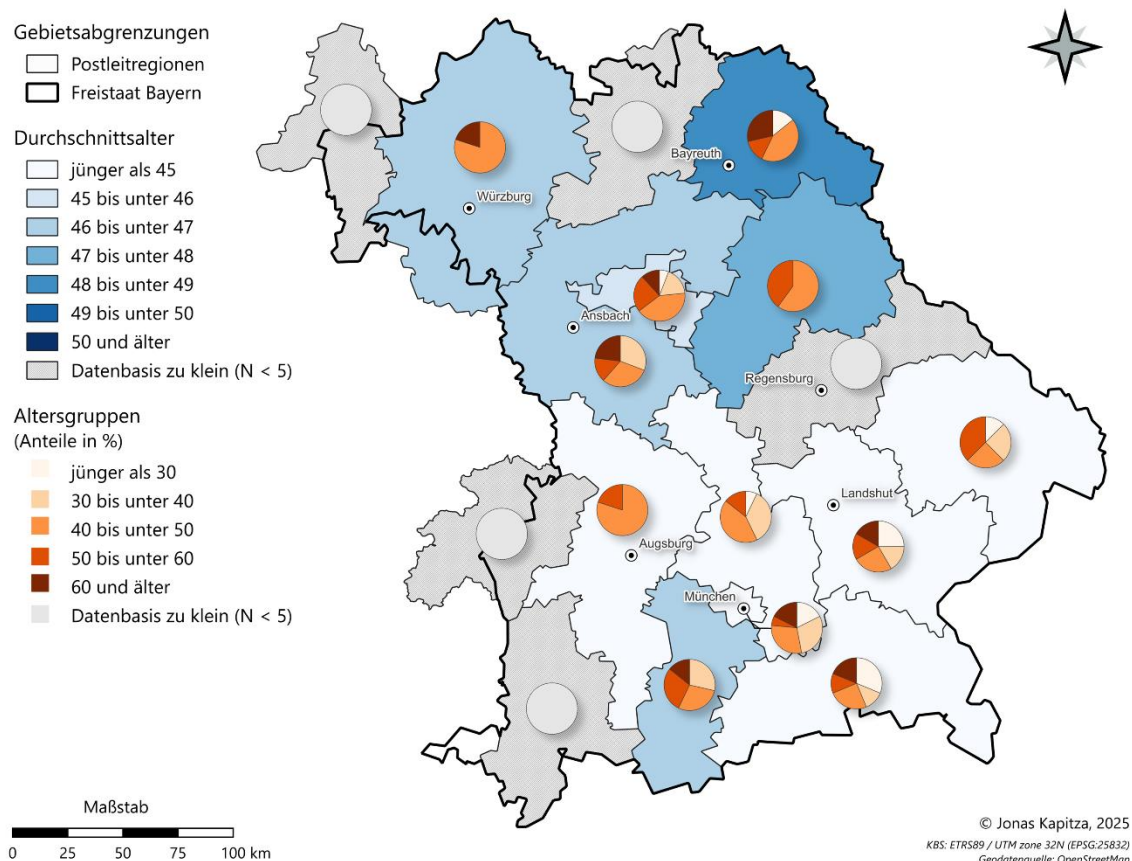 Gebietsabgrenzungen
Postleitregionen
Freistaat Bayern
Durchschnittsalter
jünger als 45
45 bis unter 46
46 bis unter 47
47 bis unter 48
48 bis unter 49
49 bis unter 50
50 und älter
Datenbasis zu klein (N < 5)
Altersgruppen
(Anteile in %)
jünger als 30
30 bis unter 40
40 bis unter 50
50 bis unter 60
60 und älter
Datenbasis zu klein (N < 5)
Maßstab
0 25 50 75 100 km
Bayreuth
Würzburg
Ansbach
Regensburg
Landshut
Augsburg
München
© Jonas Kapitza, 2025
KBS: ETRS89 / UTM zone 32N (EPSG:25832)
Geodatenquelle: OpenStreetMap